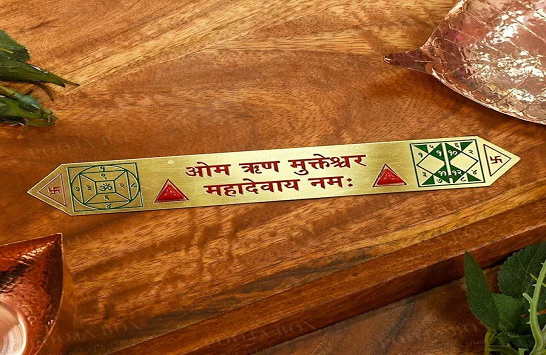 ओम ऋण मुक्तेश्वर
महादेवाय नमः
ॐ